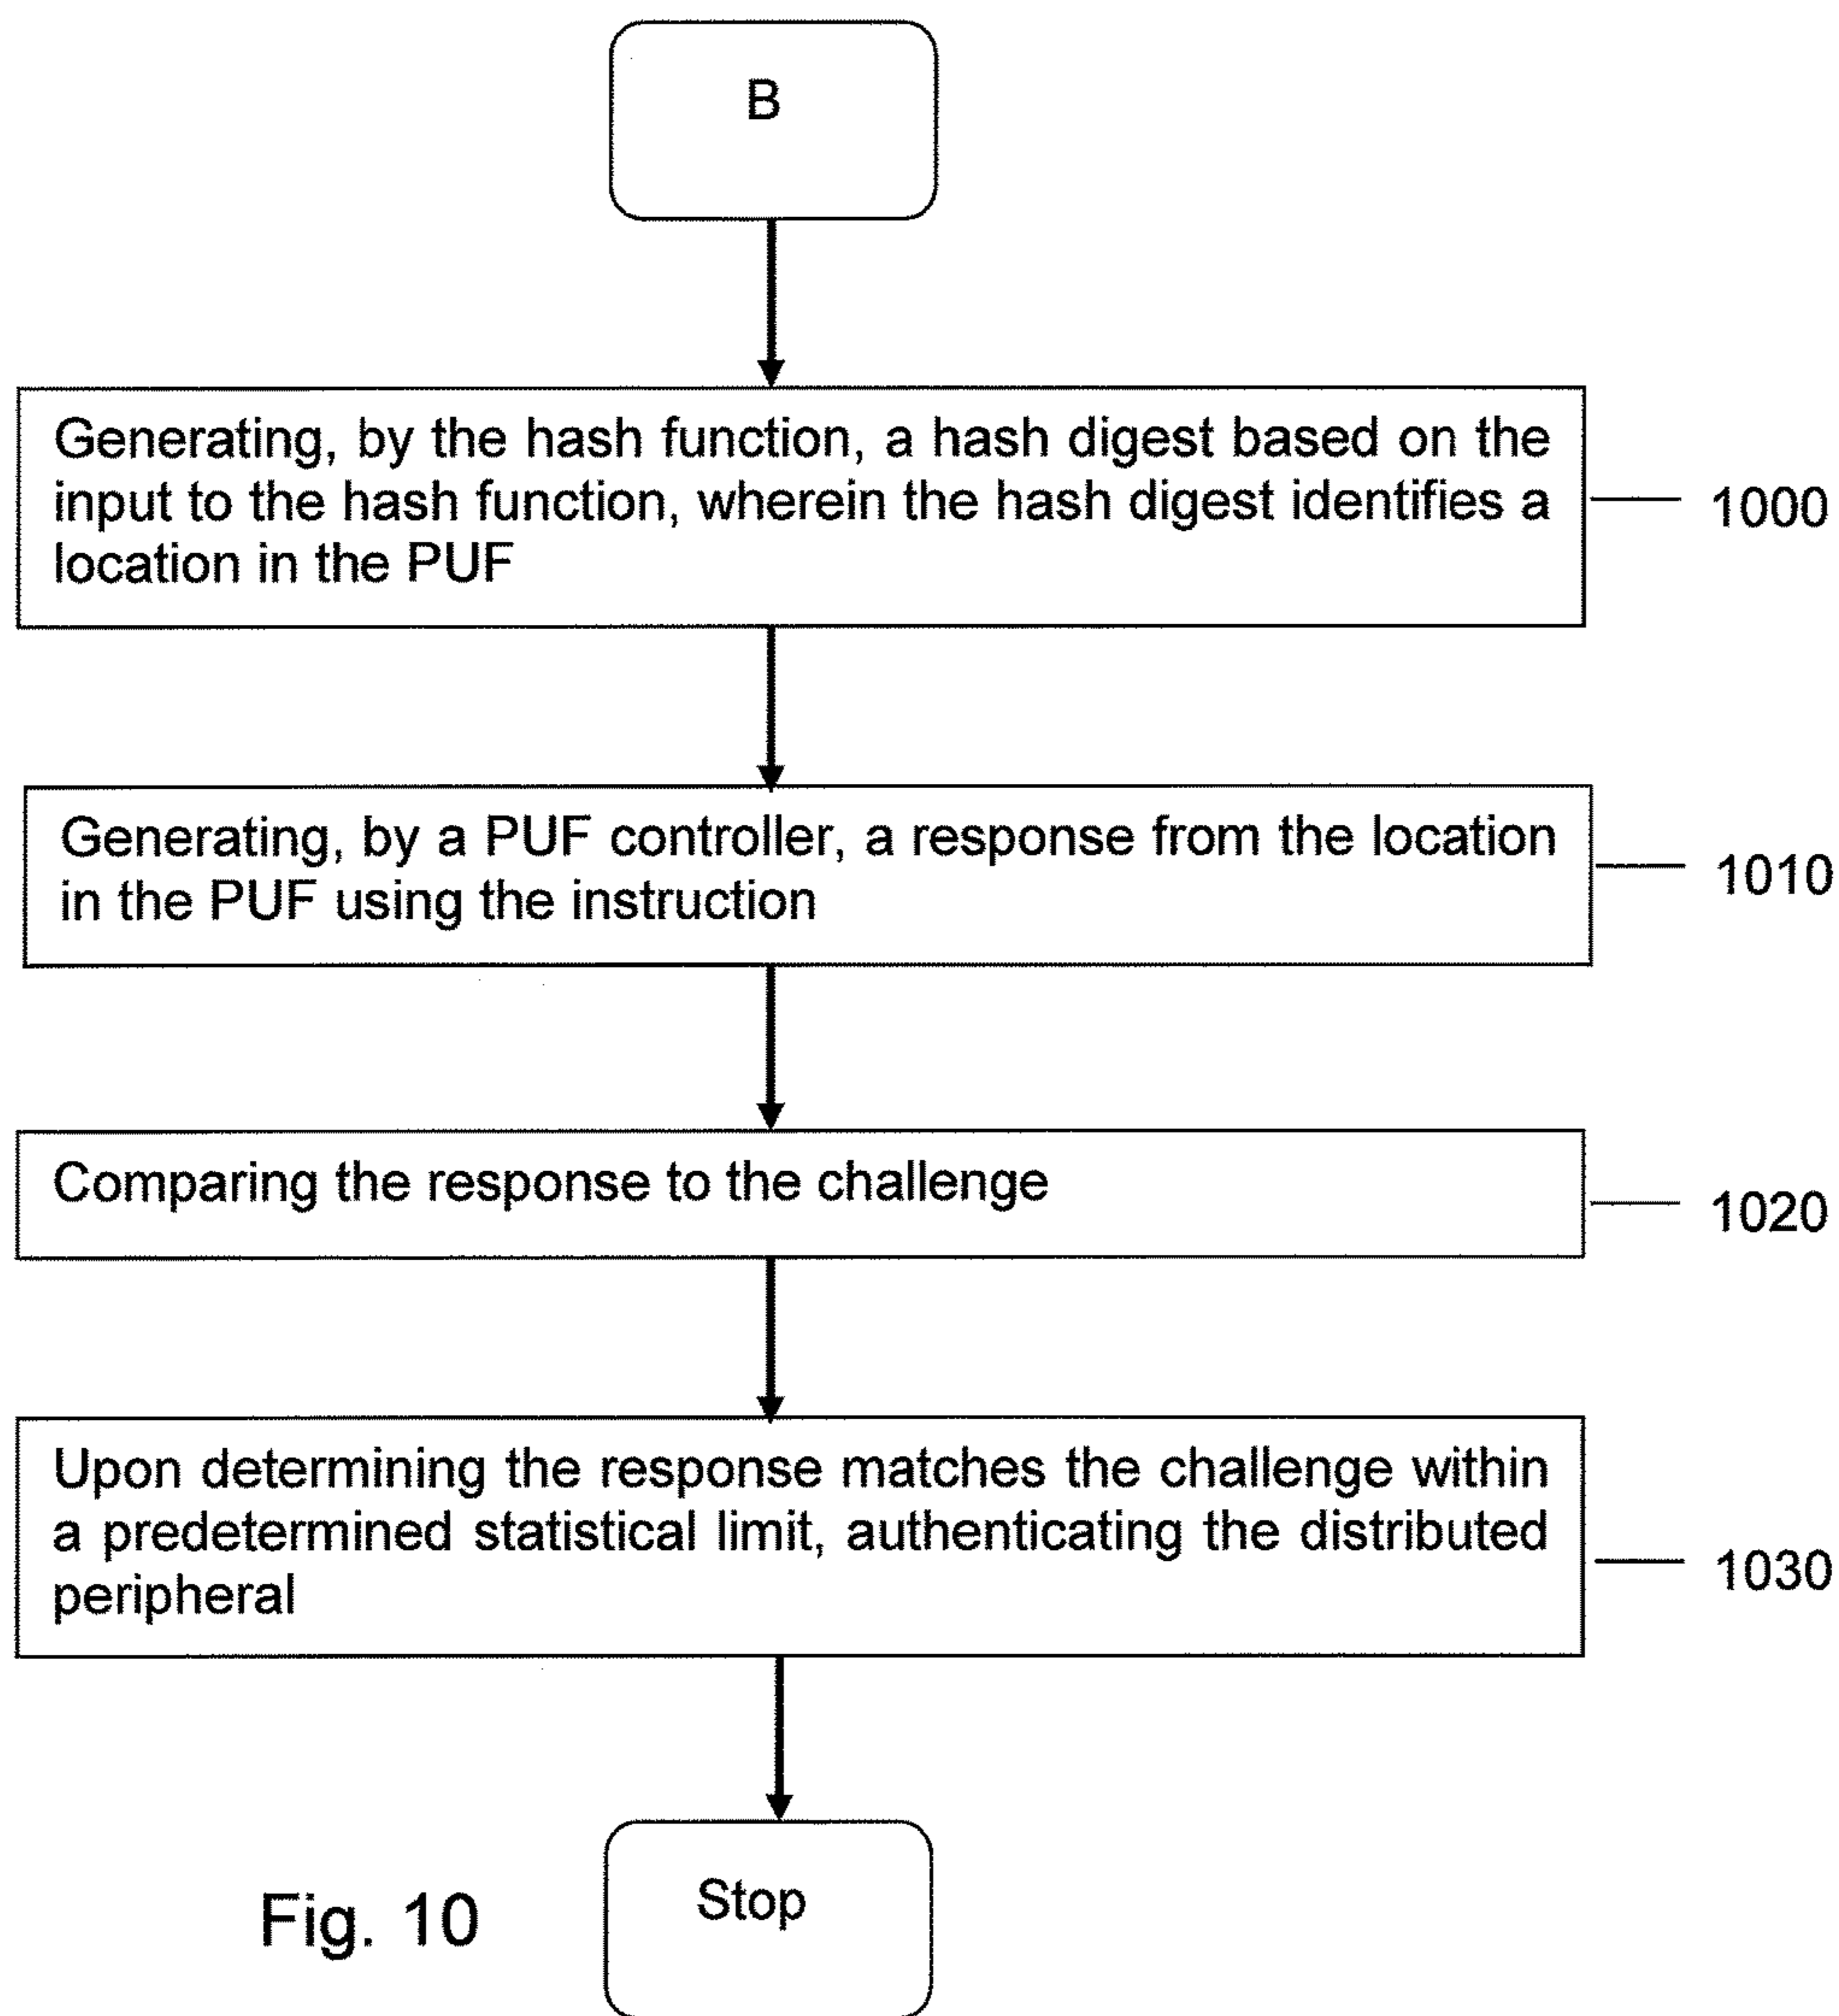 B
Generating, by the hash function, a hash digest based on the
input to the hash function, wherein the hash digest identifies a
location in the PUF
1000
Generating, by a PUF controller, a response from the location
in the PUF using the instruction
1010
Comparing the response to the challenge
1020
Upon determining the response matches the challenge within
a predetermined statistical limit, authenticating the distributed
peripheral
1030
Stop
Fig. 10